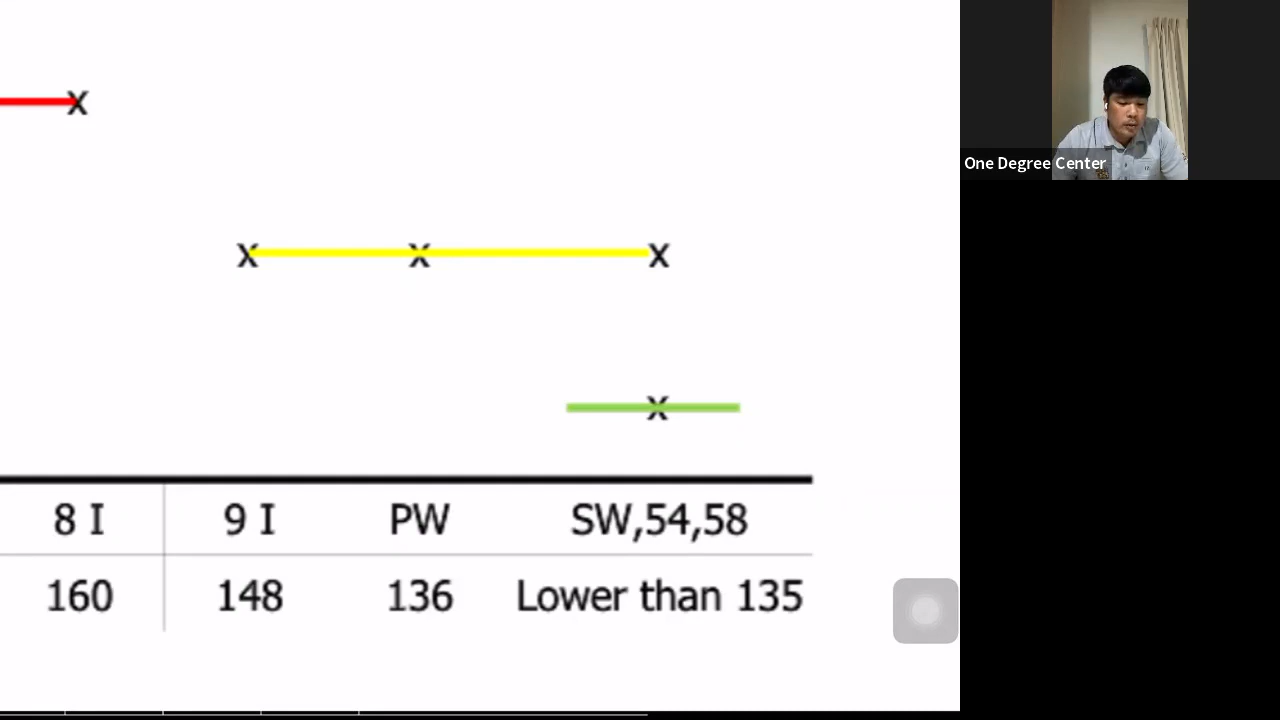 X
X X X
X
8 I 9 I PW SW,54,58
160 148 136 Lower than 135
One Degree Center